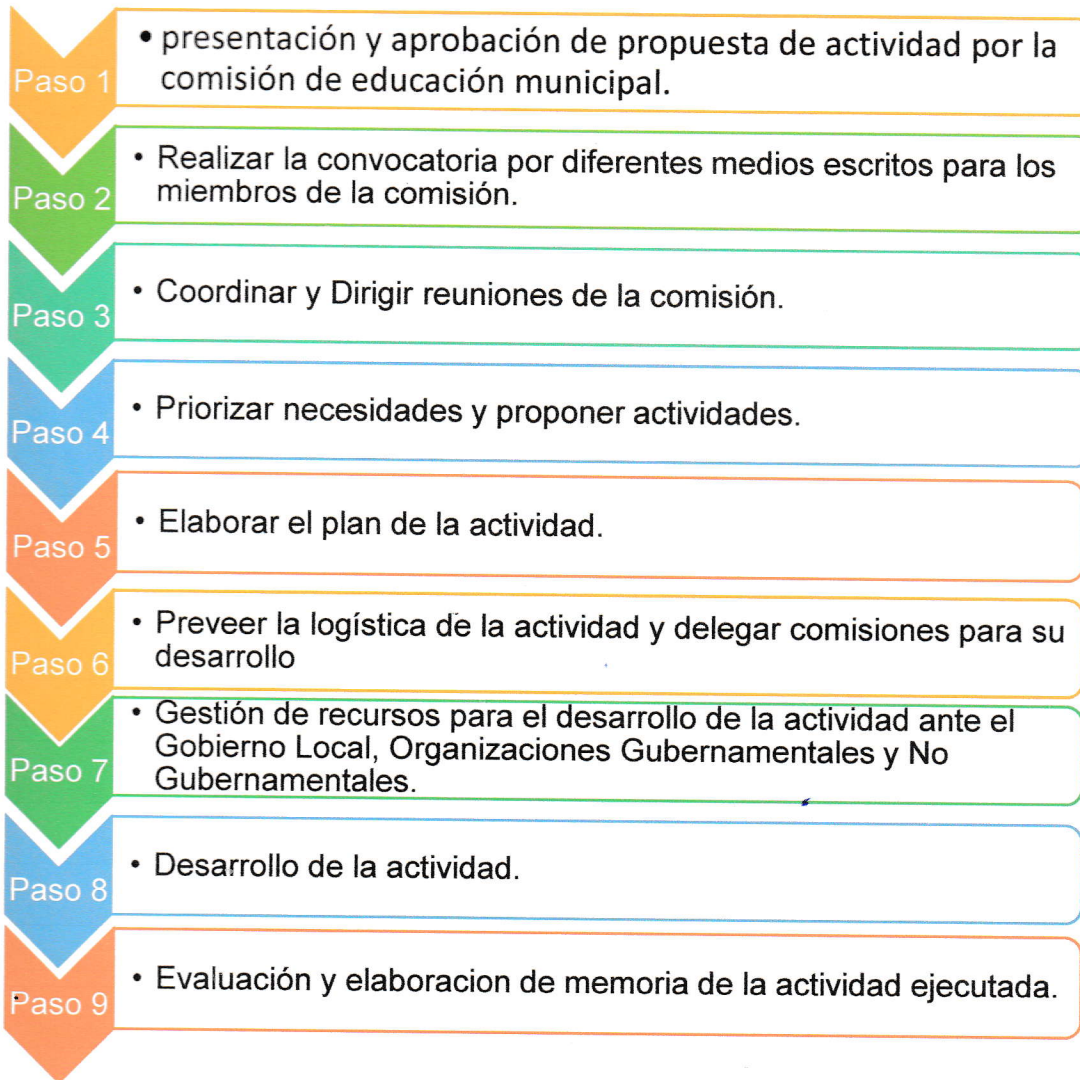 Paso 1
• presentación y aprobación de propuesta de actividad por la
comisión de educación municipal.
Paso 2
• Realizar la convocatoria por diferentes medios escritos para los
miembros de la comisión.
Paso 3
• Coordinar y Dirigir reuniones de la comisión.
Paso 4
• Priorizar necesidades y proponer actividades.
Paso 5
• Elaborar el plan de la actividad.
Paso 6
• Preveer la logística de la actividad y delegar comisiones para su
desarrollo
Paso 7
• Gestión de recursos para el desarrollo de la actividad ante el
Gobierno Local, Organizaciones Gubernamentales y No
Gubernamentales.
Paso 8
• Desarrollo de la actividad.
Paso 9
• Evaluación y elaboracion de memoria de la actividad ejecutada.